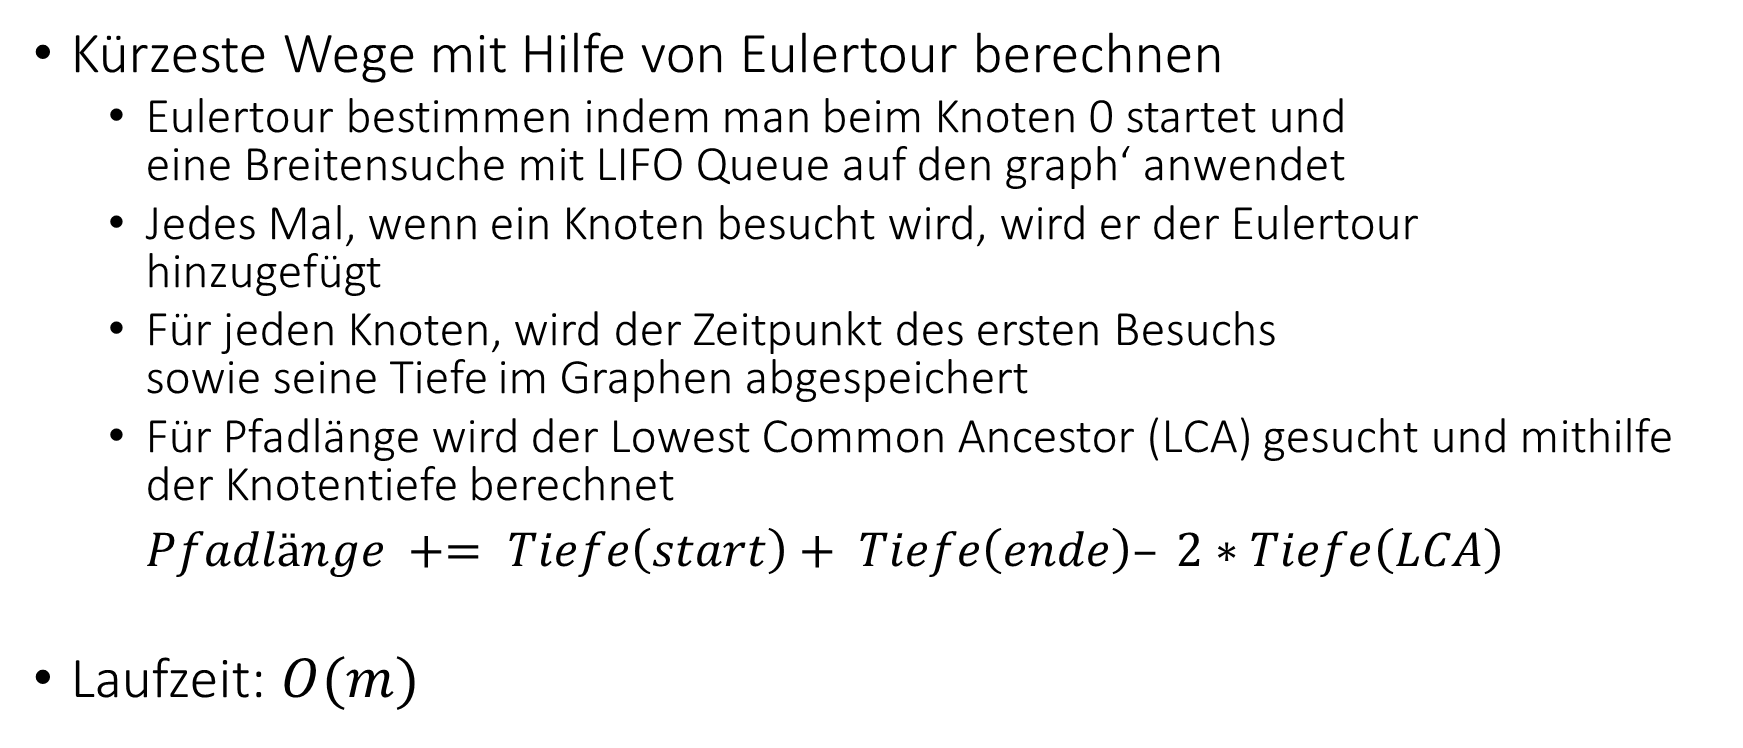 • Kürzeste Wege mit Hilfe von Eulertour berechnen
• Eulertour bestimmen indem man beim Knoten 0 startet und
eine Breitensuche mit LIFO Queue auf den graph‘ anwendet
• Jedes Mal, wenn ein Knoten besucht wird, wird er der Eulertour
hinzugefügt
• Für jeden Knoten, wird der Zeitpunkt des ersten Besuchs
sowie seine Tiefe im Graphen abgespeichert
• Für Pfadlänge wird der Lowest Common Ancestor (LCA) gesucht und mithilfe
der Knotentiefe berechnet
Pfadlänge += Tiefe(start) + Tiefe(ende)– 2 ∗ Tiefe(LCA)
• Laufzeit: O(m)